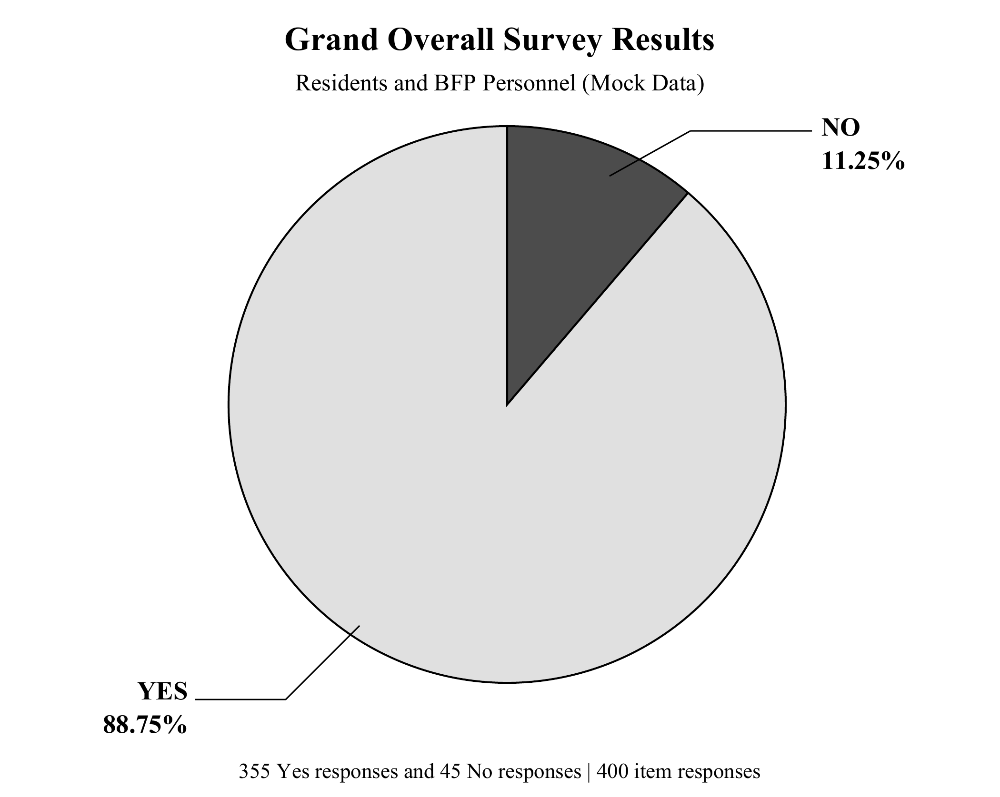 Grand Overall Survey Results
Residents and BFP Personnel (Mock Data)
NO
11.25%
YES
88.75%
355 Yes responses and 45 No responses | 400 item responses